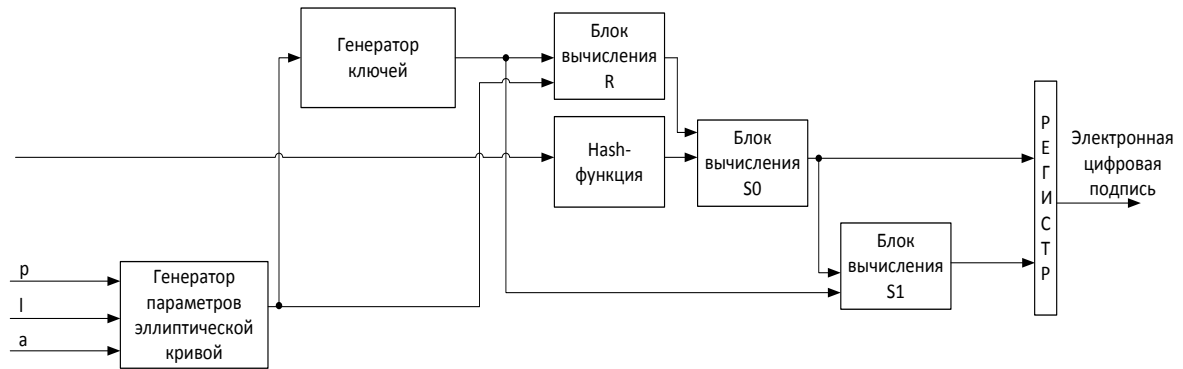 Генератор
ключей
Блок
вычисления
R
Hash-
функция
Блок
вычисления
S0
Блок
вычисления
S1
РЕГИСТР
Электронная
цифровая
подпись
p
l
a
Генератор
параметров
эллиптической
кривой